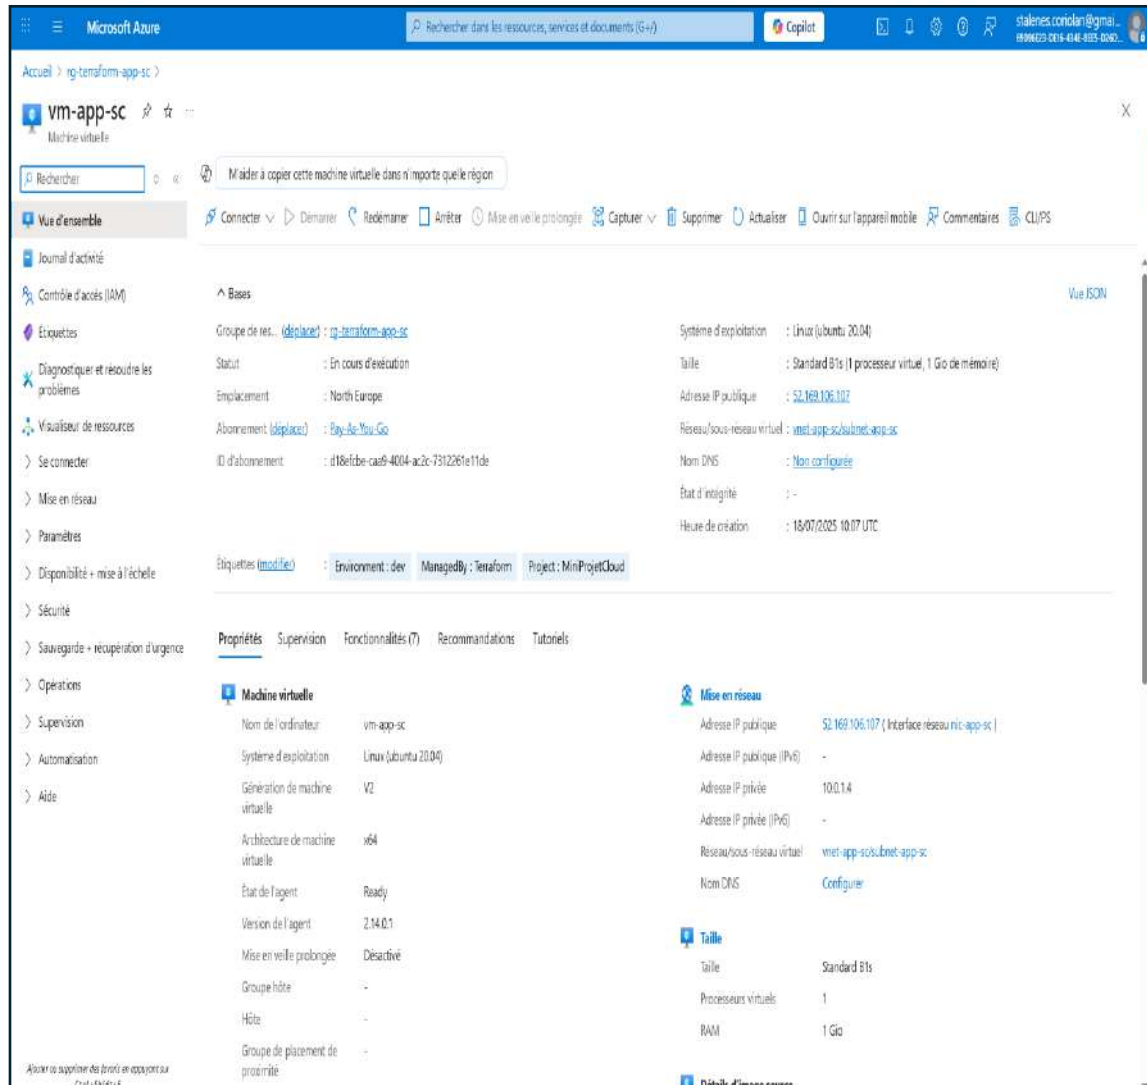 Microsoft Azure
Rechercher dans les ressources, services et documents (G+/)
Copilot
stalenes.coriolan@gmai...
Accueil > rg-terraform-app-sc >
vm-app-sc
Machine virtuelle
Rechercher
M'aider à copier cette machine virtuelle dans n'importe quelle région
Connecter Démarrer Redémarrer Arrêter Mise en veille prolongée Capturer Supprimer Actualiser Ouvrir sur l'appareil mobile Commentaires CLI/PS
Vue d'ensemble
Journal d'activité
Contrôle d'accès (IAM)
Étiquettes
Diagnostiquer et résoudre les problèmes
Visualiseur de ressources
Se connecter
Mise en réseau
Paramètres
Disponibilité + mise à l'échelle
Sécurité
Sauvegarde + récupération d'urgence
Opérations
Supervision
Automatisation
Aide
Ajouter ou supprimer des favoris en appuyant sur
Bases
Vue JSON
Groupe de res... (déplacer) : rg-terraform-app-sc
Statut : En cours d'exécution
Emplacement : North Europe
Abonnement (déplacer) : Pay-As-You-Go
ID d'abonnement : d18efcbe-caa9-4004-ac2c-7312261e11de
Système d'exploitation : Linux (ubuntu 20.04)
Taille : Standard B1s (1 processeur virtuel, 1 Gio de mémoire)
Adresse IP publique : 52.169.106.107
Réseau/sous-réseau virtuel : vnet-app-sc/subnet-app-sc
Nom DNS : Non configurée
État d'intégrité : -
Heure de création : 18/07/2025 10:07 UTC
Étiquettes (modifier) : Environment : dev ManagedBy : Terraform Project : MiniProjetCloud
Propriétés Supervision Fonctionnalités (7) Recommandations Tutoriels
Machine virtuelle
Nom de l'ordinateur vm-app-sc
Système d'exploitation Linux (ubuntu 20.04)
Génération de machine virtuelle V2
Architecture de machine virtuelle x64
État de l'agent Ready
Version de l'agent 2.14.0.1
Mise en veille prolongée Désactivé
Groupe hôte -
Hôte -
Groupe de placement de proximité -
Mise en réseau
Adresse IP publique 52.169.106.107 ( Interface réseau nic-app-sc )
Adresse IP publique (IPv6) -
Adresse IP privée 10.0.1.4
Adresse IP privée (IPv6) -
Réseau/sous-réseau virtuel vnet-app-sc/subnet-app-sc
Nom DNS Configurer
Taille
Taille Standard B1s
Processeurs virtuels 1
RAM 1 Gio
Détails d'image source